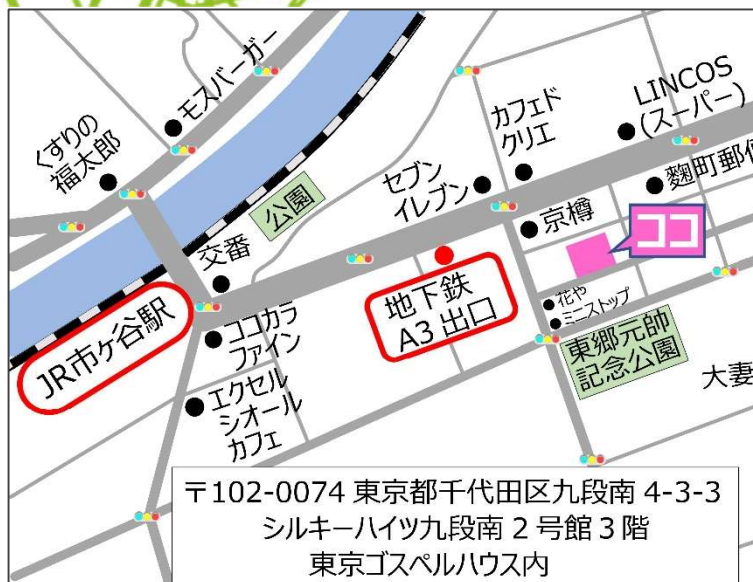 モスバーガー
くすりの
福太郎
LINCOS
(スーパー)
カフェド
クリエ
セブン
イレブン
麴町郵便
公園
京樽
ココ
交番
地下鉄
A3 出口
花や
ミニストップ
JR市ヶ谷駅
ココカラ
ファイン
東郷元帥
記念公園
大妻
エクセル
シオール
カフェ
〒102-0074 東京都千代田区九段南 4-3-3
シルキーハイツ九段南 2 号館 3 階
東京ゴスペルハウス内